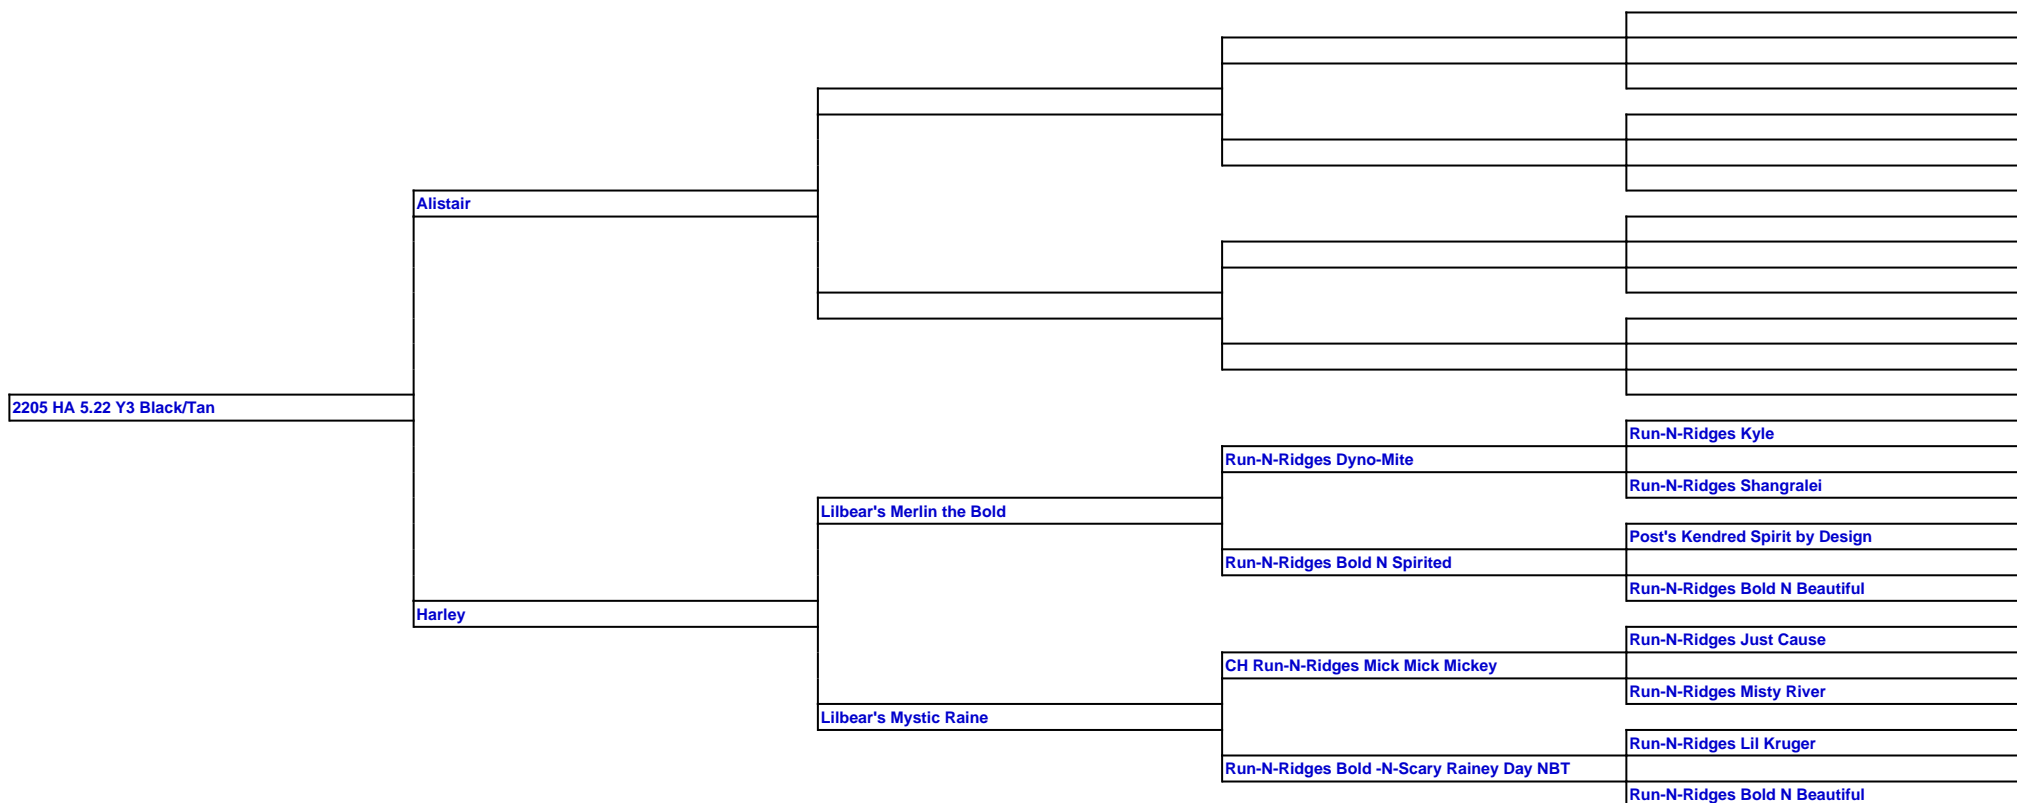 Alistair
2205 HA 5.22 Y3 Black/Tan
Run-N-Ridges Kyle
Run-N-Ridges Dyno-Mite
Run-N-Ridges Shangralei
Lilbear's Merlin the Bold
Post's Kendred Spirit by Design
Run-N-Ridges Bold N Spirited
Run-N-Ridges Bold N Beautiful
Harley
Run-N-Ridges Just Cause
CH Run-N-Ridges Mick Mick Mickey
Run-N-Ridges Misty River
Lilbear's Mystic Raine
Run-N-Ridges Lil Kruger
Run-N-Ridges Bold -N-Scary Rainey Day NBT
Run-N-Ridges Bold N Beautiful